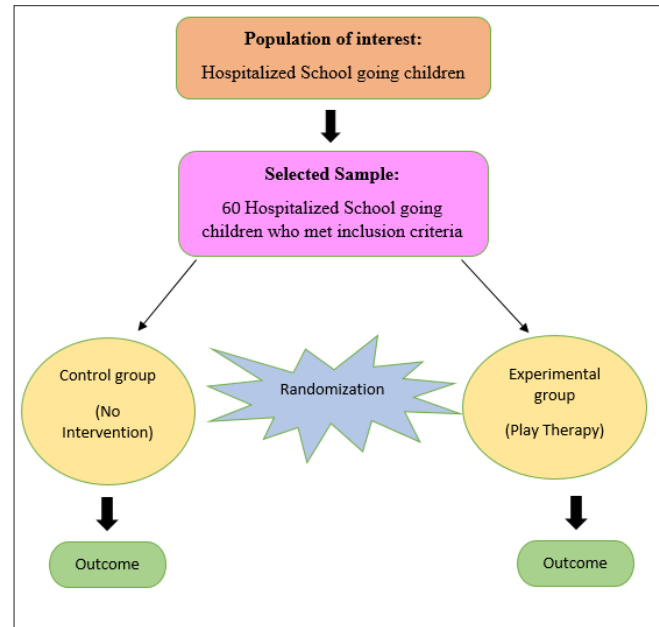 Population of interest:
Hospitalized School going children
Selected Sample:
60 Hospitalized School going
children who met inclusion criteria
Control group
(No
Intervention)
Randomization
Experimental
group
(Play Therapy)
Outcome
Outcome